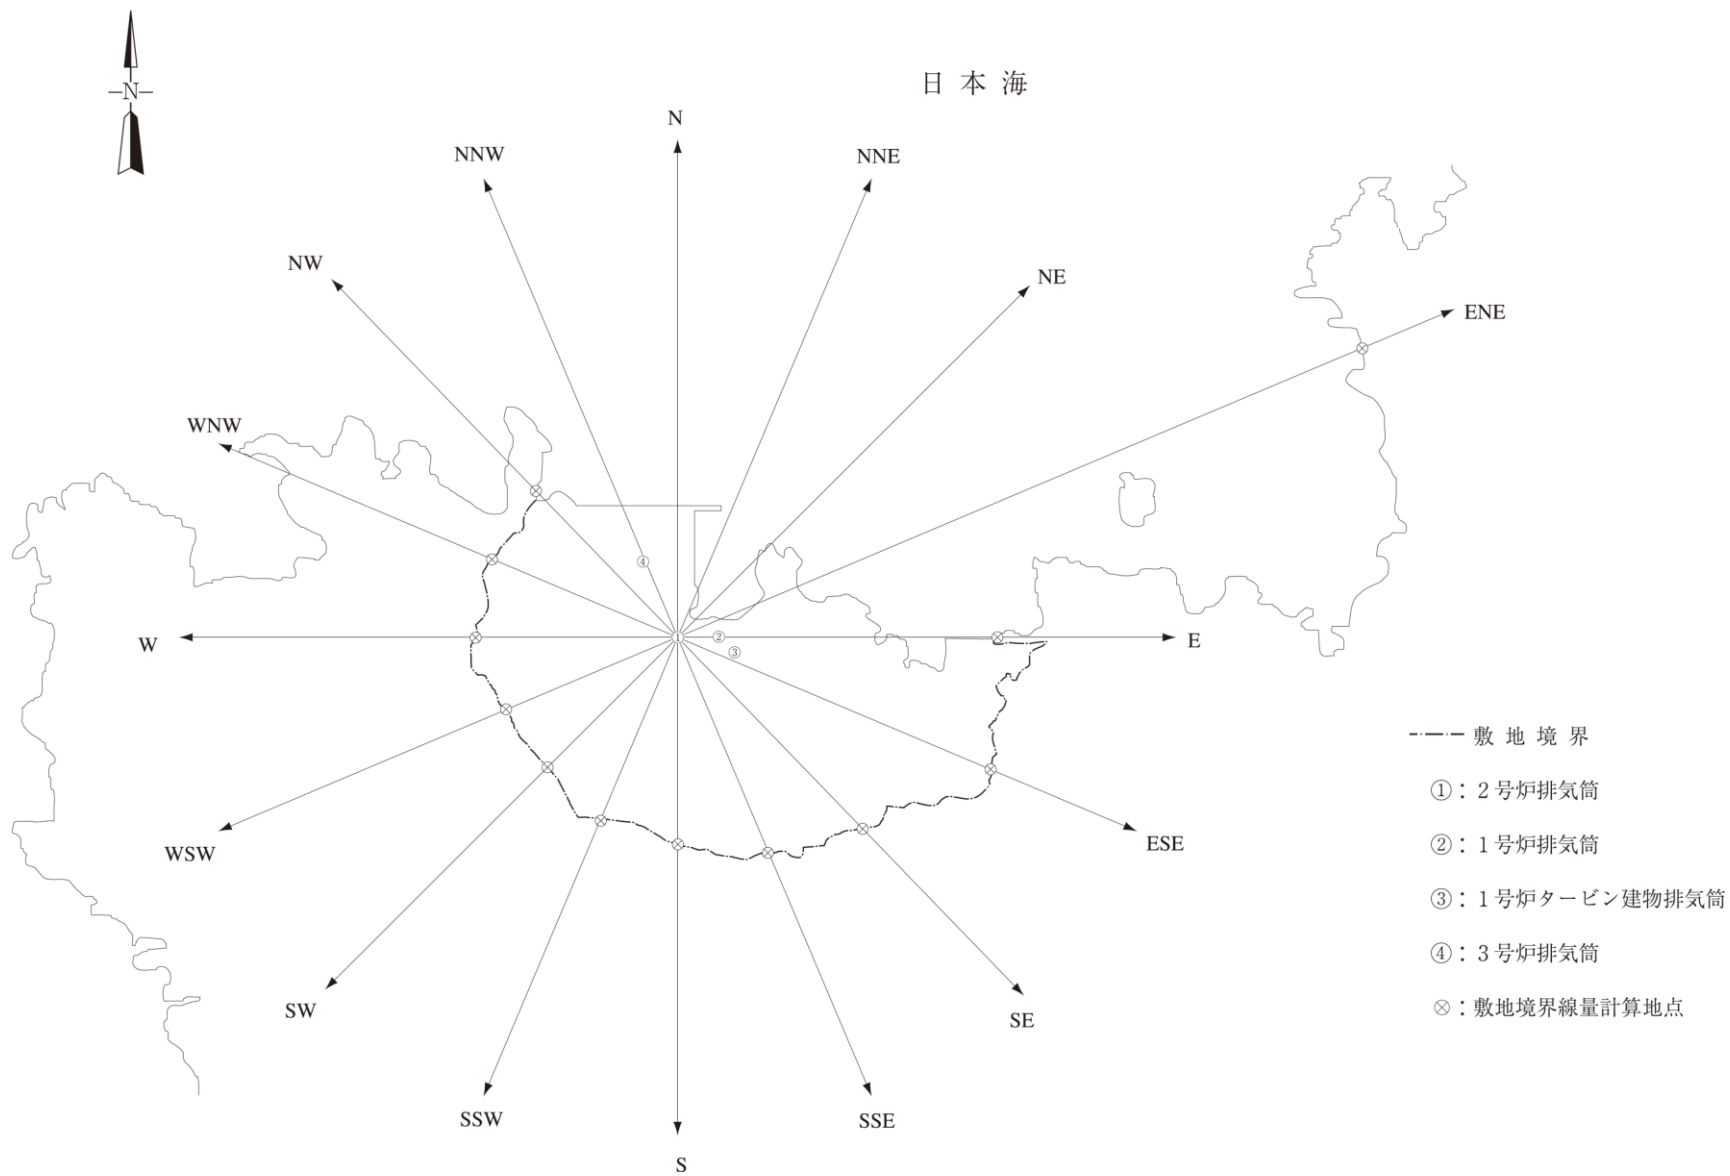 N
日本海
N
NNW
NNE
NW
NE
ENE
WNW
④
W
①
②
E
③
WSW
ESE
SW
SE
SSW
SSE
S
敷地境界
①：2号炉排気筒
②：1号炉排気筒
③：1号炉タービン建物排気筒
④：3号炉排気筒
⊗：敷地境界線量計算地点